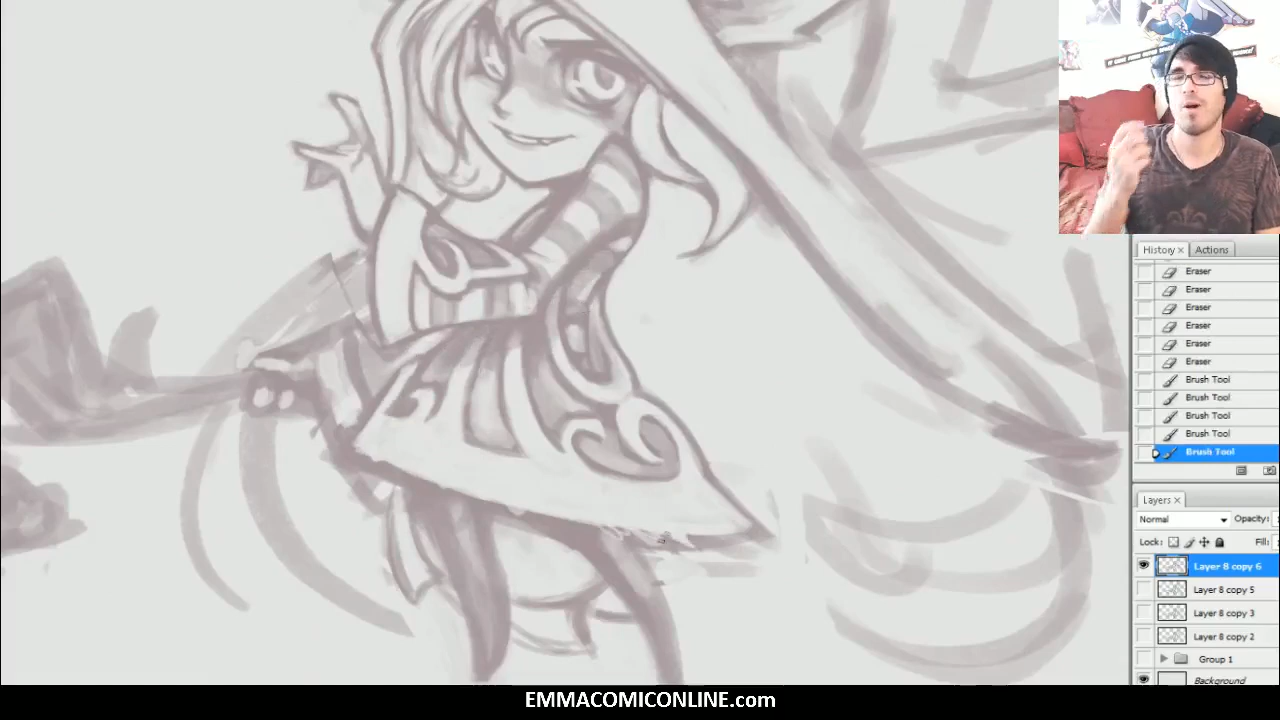 History × Actions
Eraser
Eraser
Eraser
Eraser
Eraser
Eraser
Brush Tool
Brush Tool
Brush Tool
Brush Tool
Brush Tool
Layers ×
Normal Opacity:
Lock: Fill:
Layer 8 copy 6
Layer 8 copy 5
Layer 8 copy 3
Layer 8 copy 2
Group 1
Background
EMMACOMICONLINE.com